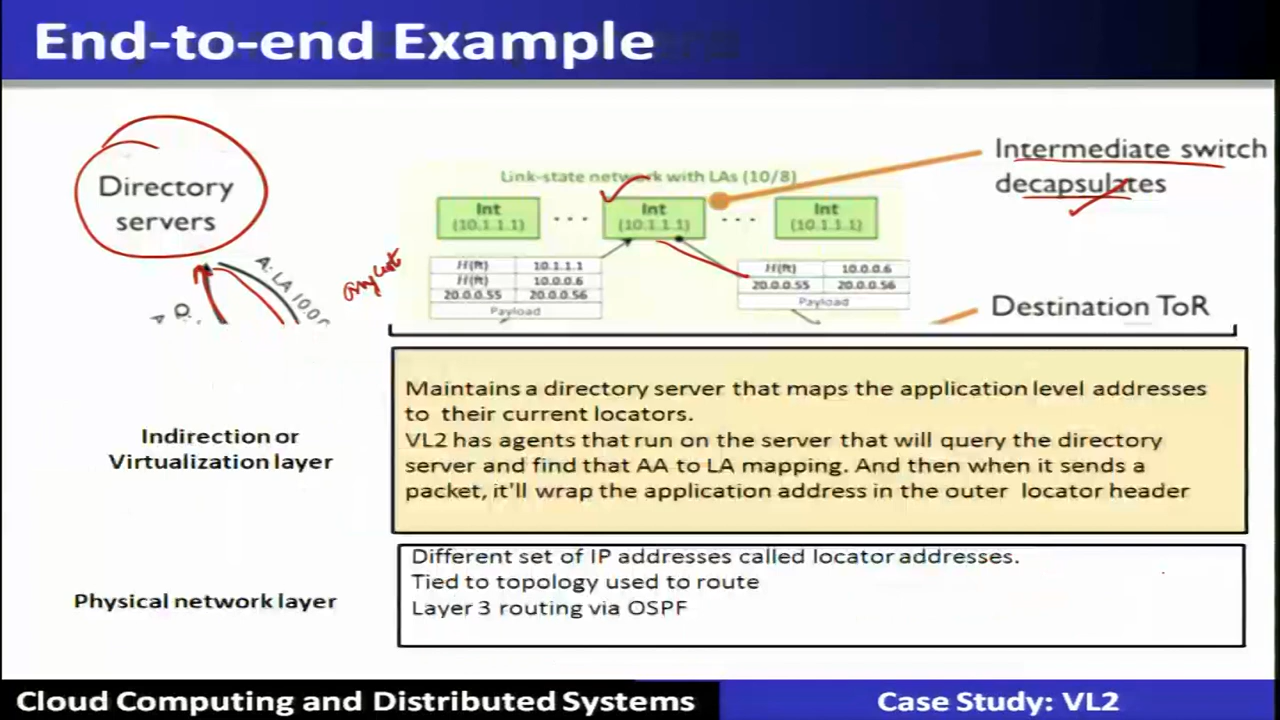 End-to-end Example
Directory
servers
A: LA 10.0.
Link-state network with LAs (10/8)
Int
(10.1.1.1)
...
Int
(10.1.1.1)
...
Int
(10.1.1.1)
Intermediate switch
decapsulates
anycast
H(ft) 10.1.1.1
H(ft) 10.0.0.6
20.0.0.55 20.0.0.56
Payload
H(ft) 10.0.0.6
20.0.0.55 20.0.0.56
Payload
Destination ToR
Indirection or
Virtualization layer
Maintains a directory server that maps the application level addresses
to their current locators.
VL2 has agents that run on the server that will query the directory
server and find that AA to LA mapping. And then when it sends a
packet, it'll wrap the application address in the outer locator header
Physical network layer
Different set of IP addresses called locator addresses.
Tied to topology used to route
Layer 3 routing via OSPF
Cloud Computing and Distributed Systems
Case Study: VL2